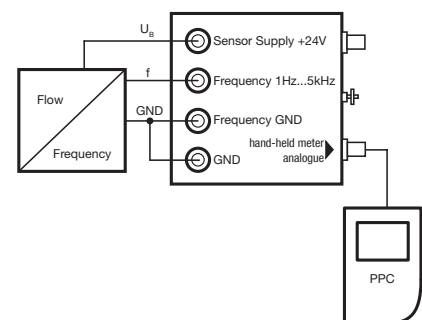 U_B
Sensor Supply +24V
f
Frequency 1Hz...5kHz
Flow
GND
Frequency GND
Frequency
hand-held meter
analogue
GND
PPC